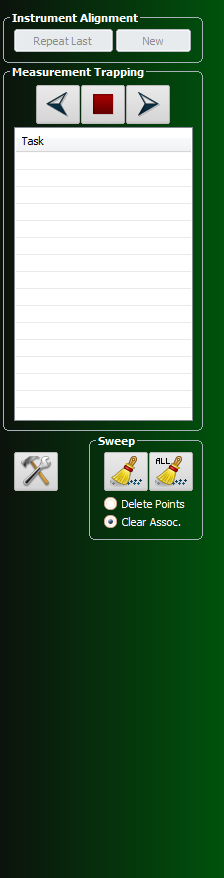 Instrument Alignment
Repeat Last New
Measurement Trapping
Task
Sweep
ALL
Delete Points
Clear Assoc.